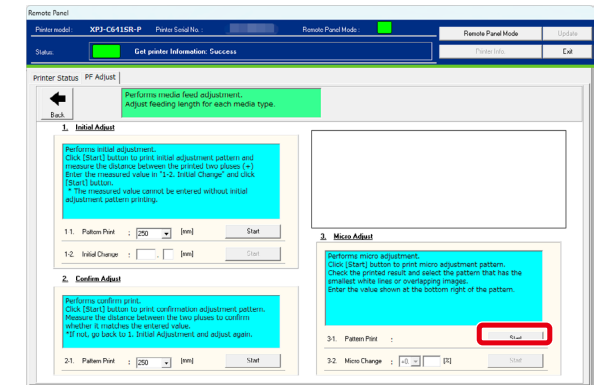 Remote Panel
Printer model : XPJ-C641SR-P Printer Serial No. : Remote Panel Mode :
Remote Panel Mode Update
Status: Get printer Information: Success
Printer Info. Exit
Printer Status PF Adjust
Back
Performs media feed adjustment.
Adjust feeding length for each media type.
1. Initial Adjust
Performs initial adjustment.
Click [Start] button to print initial adjustment pattern and
measure the distance between the printed two pluses (+)
Enter the measured value in "1-2. Initial Change" and click
[Start] button.
* The measured value cannot be entered without initial
adjustment pattern printing.
1-1. Pattern Print : 250 [mm] Start
1-2. Initial Change : . [mm] Start
2. Confirm Adjust
Performs confirm print.
Click [Start] button to print confirmation adjustment pattern.
Measure the distance between the two pluses to confirm
whether it matches the entered value.
*If not, go back to 1. Initial Adjustment and adjust again.
2-1. Pattern Print : 250 [mm] Start
3. Micro Adjust
Performs micro adjustment.
Click [Start] button to print micro adjustment pattern.
Check the printed result and select the pattern that has the
smallest white lines or overlapping images.
Enter the value shown at the bottom right of the pattern.
3-1. Pattern Print : Start
3-2. Micro Change : +0. [%] Start